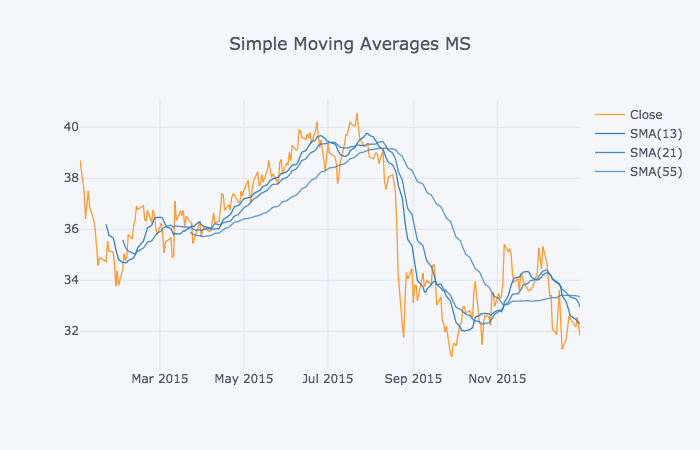 Simple Moving Averages MS
Close
SMA(13)
SMA(21)
SMA(55)
40
38
36
34
32
Mar 2015 May 2015 Jul 2015 Sep 2015 Nov 2015